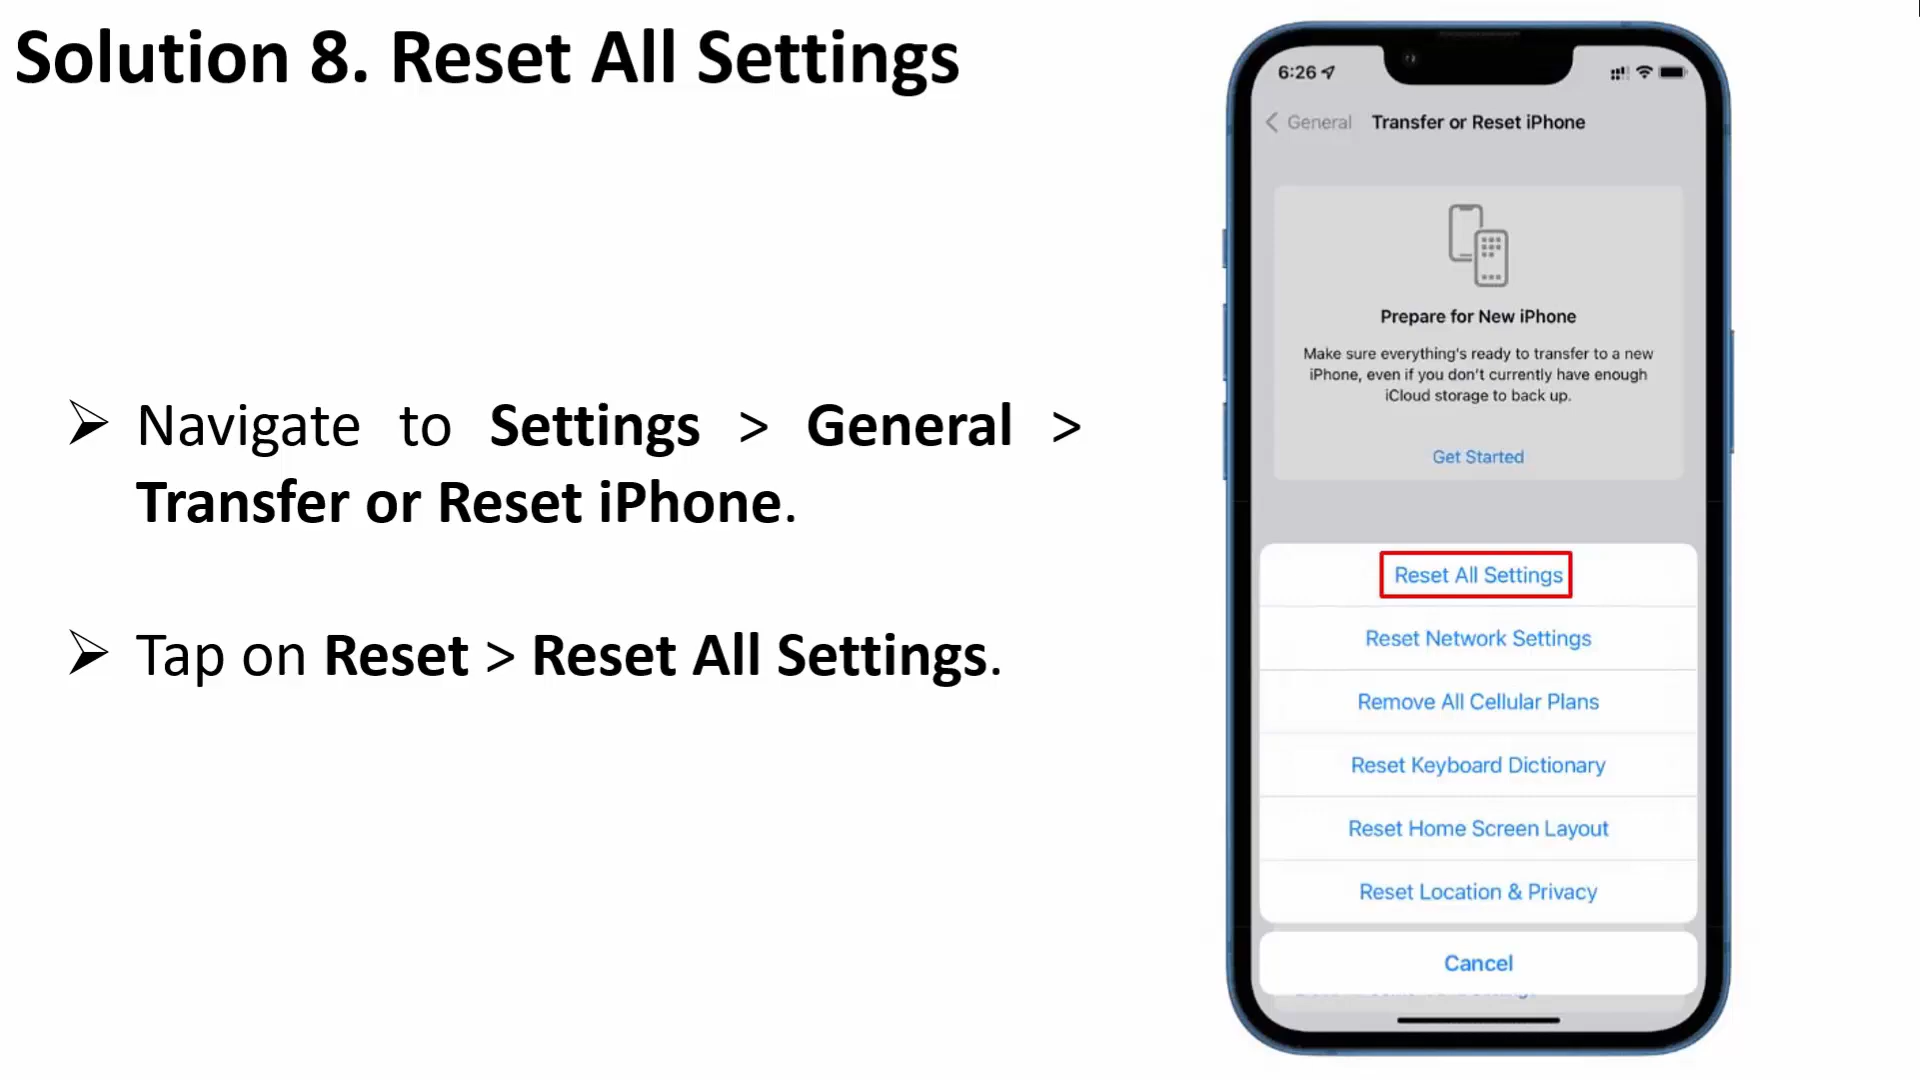 Solution 8. Reset All Settings
➢ Navigate to Settings > General >
Transfer or Reset iPhone.
➢ Tap on Reset > Reset All Settings.
6:26
General Transfer or Reset iPhone
Prepare for New iPhone
Make sure everything's ready to transfer to a new
iPhone, even if you don't currently have enough
iCloud storage to back up.
Get Started
Reset All Settings
Reset Network Settings
Remove All Cellular Plans
Reset Keyboard Dictionary
Reset Home Screen Layout
Reset Location & Privacy
Cancel